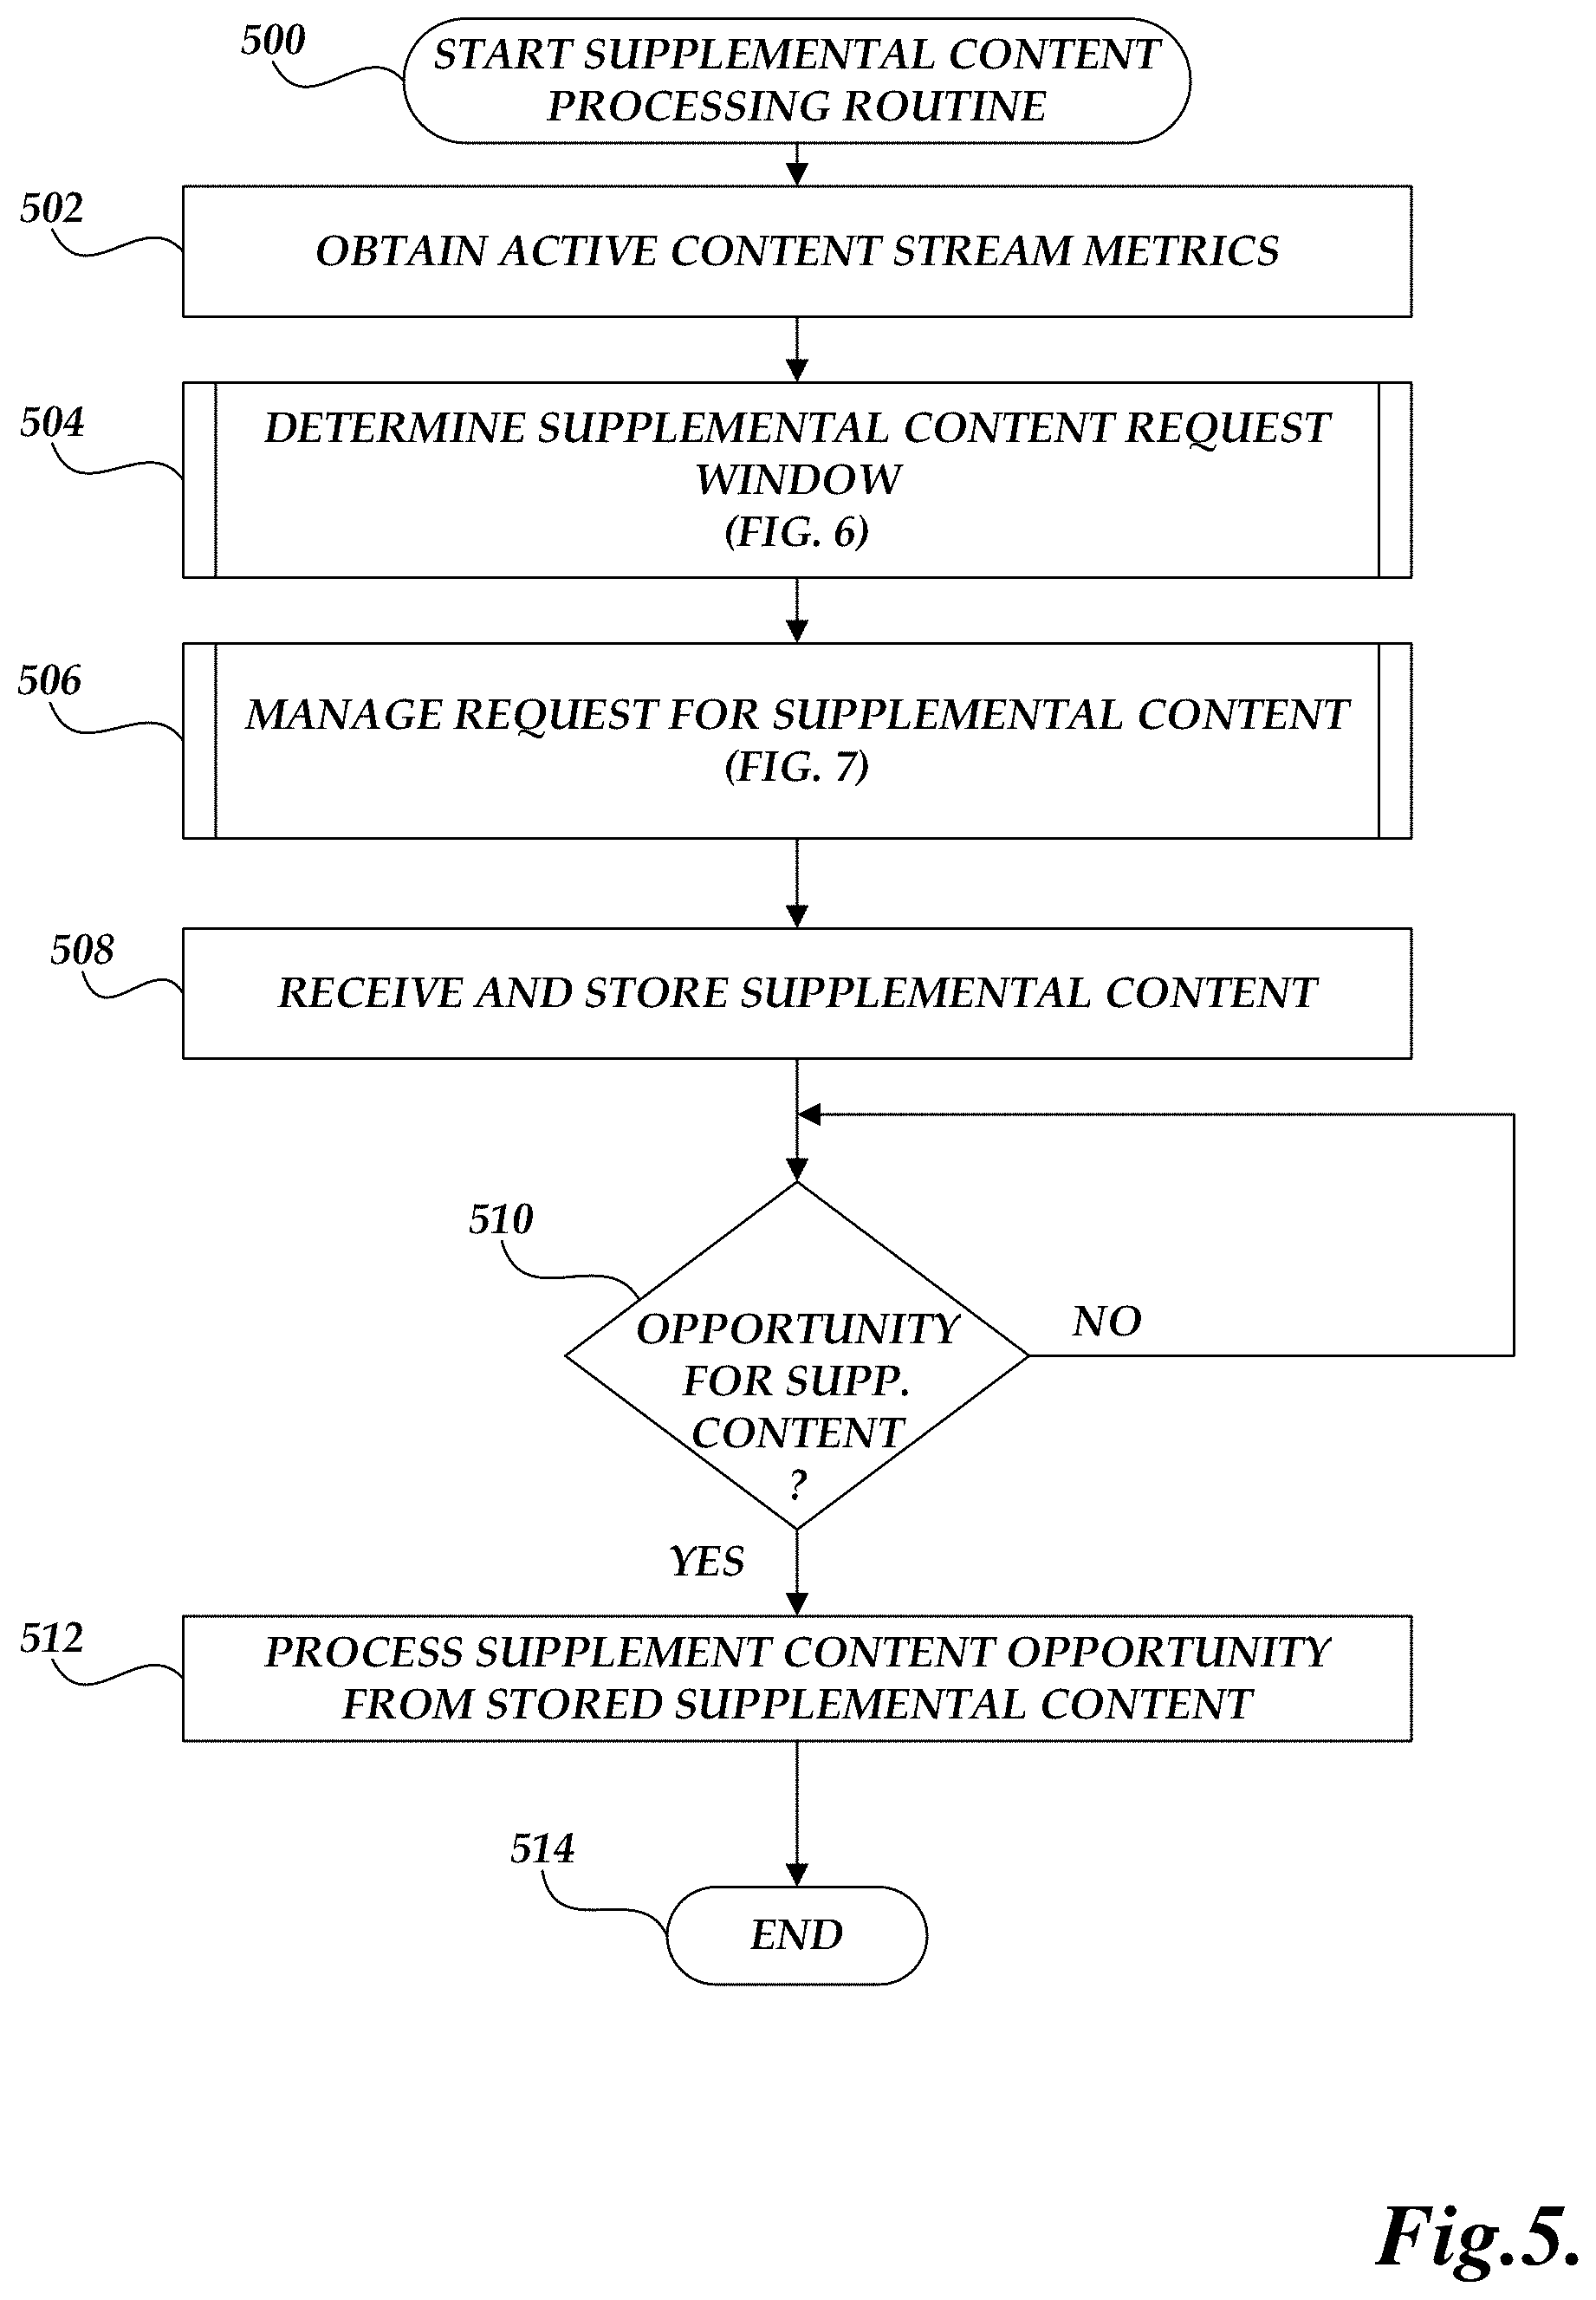 500
START SUPPLEMENTAL CONTENT
PROCESSING ROUTINE
502
OBTAIN ACTIVE CONTENT STREAM METRICS
504
DETERMINE SUPPLEMENTAL CONTENT REQUEST
WINDOW
(FIG. 6)
506
MANAGE REQUEST FOR SUPPLEMENTAL CONTENT
(FIG. 7)
508
RECEIVE AND STORE SUPPLEMENTAL CONTENT
510
OPPORTUNITY
FOR SUPP.
CONTENT
?
NO
YES
512
PROCESS SUPPLEMENT CONTENT OPPORTUNITY
FROM STORED SUPPLEMENTAL CONTENT
514
END
Fig.5.